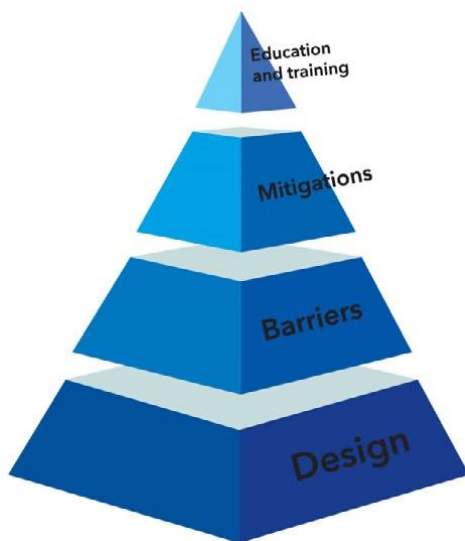 Education
and training
Mitigations
Barriers
Design